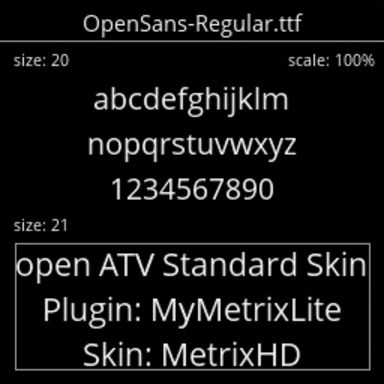 OpenSans-Regular.ttf
size: 20 scale: 100%
abcdefghijklm
nopqrstuvwxyz
1234567890
size: 21
open ATV Standard Skin
Plugin: MyMetrixLite
Skin: MetrixHD